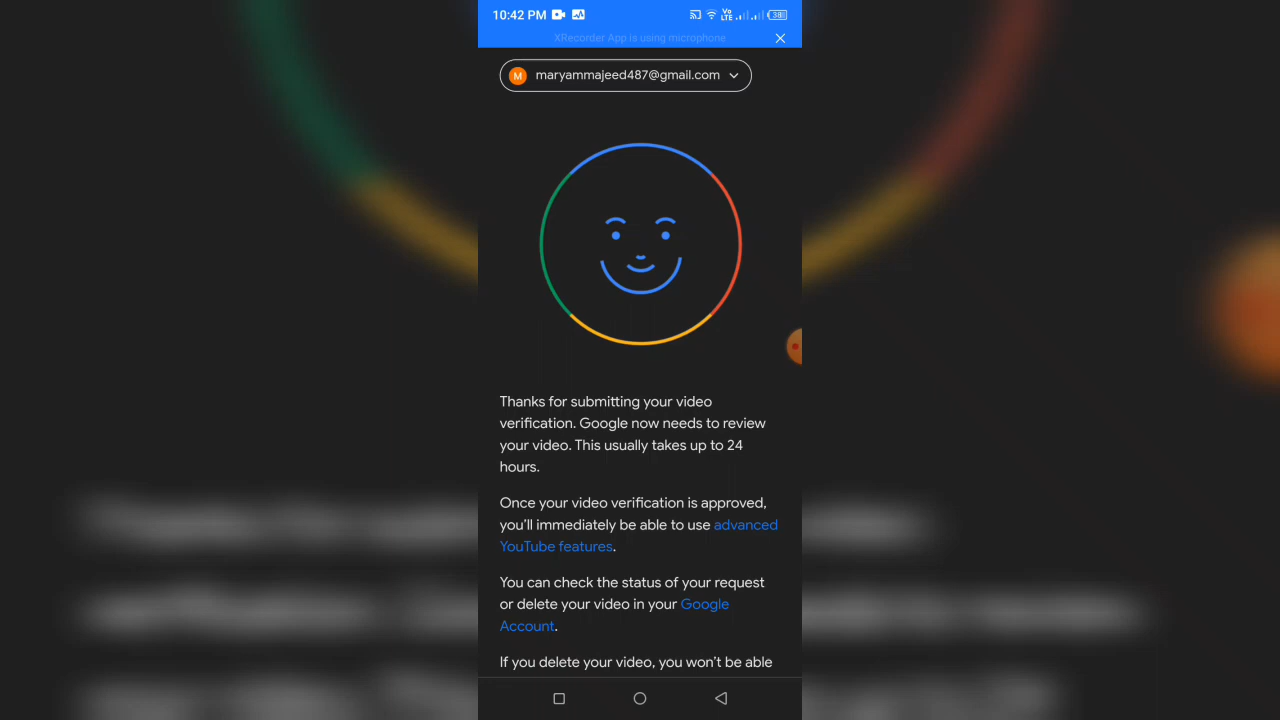 10:42 PM
Vo
LTE
38
XRecorder App is using microphone
M
maryammajeed487@gmail.com
Thanks for submitting your video
verification. Google now needs to review
your video. This usually takes up to 24
hours.
Once your video verification is approved,
you'll immediately be able to use advanced
YouTube features.
You can check the status of your request
or delete your video in your Google
Account.
If you delete your video, you won't be able